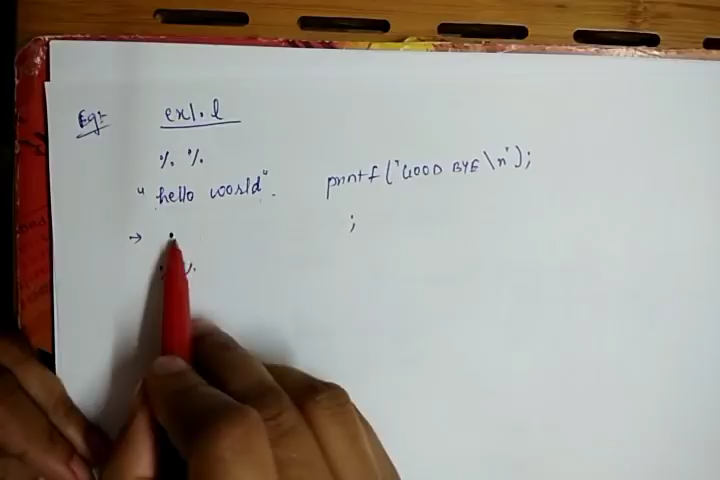 Eg:- ex1.l
%%
"hello world". printf("GOOD BYE \n");
→ . ;
%%